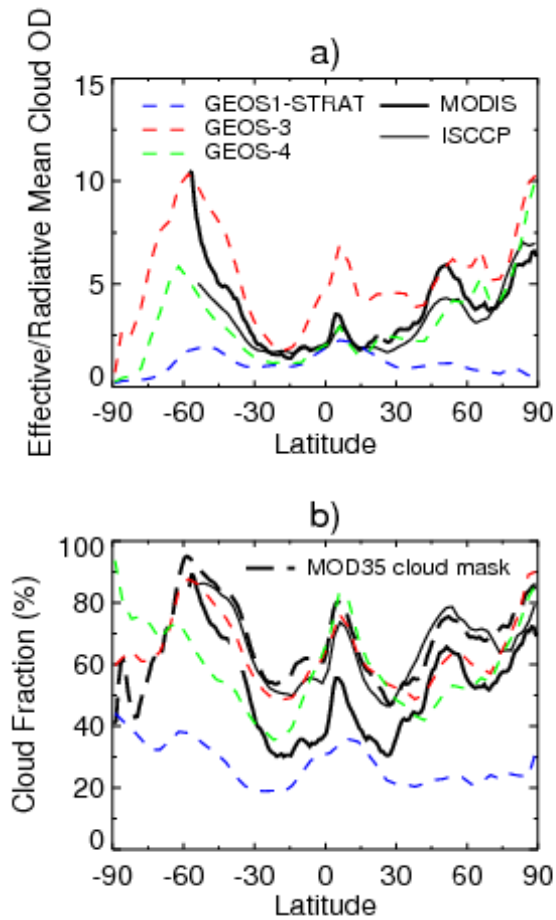 a)
Effective/Radiative Mean Cloud OD
15
10
5
0
GEOS1-STRAT
GEOS-3
GEOS-4
MODIS
ISCCP
-90 -60 -30 0 30 60 90
Latitude
b)
Cloud Fraction (%)
100
80
60
40
20
0
MOD35 cloud mask
-90 -60 -30 0 30 60 90
Latitude